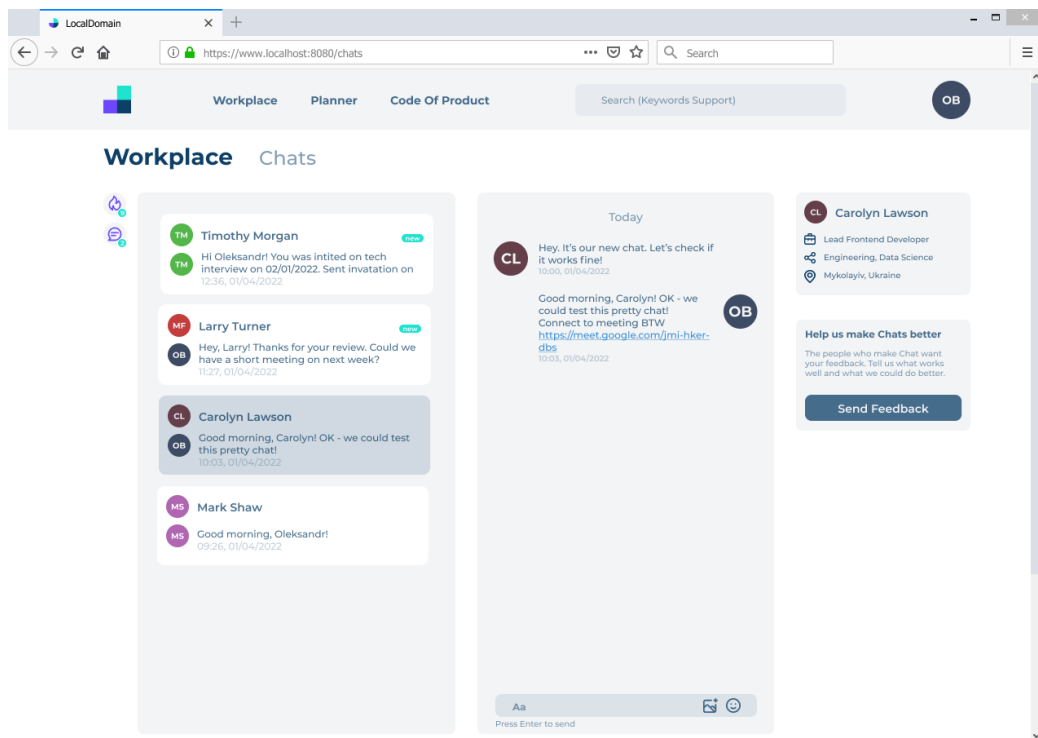 LocalDomain
https://www.localhost:8080/chats
Search
Workplace
Planner
Code Of Product
Search (Keywords Support)
OB
Workplace
Chats
9
2
TM
Timothy Morgan
new
TM
Hi Oleksandr! You was intited on tech
interview on 02/01/2022. Sent invatation on
12:36, 01/04/2022
MF
Larry Turner
new
OB
Hey, Larry! Thanks for your review. Could we
have a short meeting on next week?
11:27, 01/04/2022
CL
Carolyn Lawson
OB
Good morning, Carolyn! OK - we could test
this pretty chat!
10:03, 01/04/2022
MS
Mark Shaw
MS
Good morning, Oleksandr!
09:26, 01/04/2022
Today
CL
Hey. It's our new chat. Let's check if
it works fine!
10:00, 01/04/2022
OB
Good morning, Carolyn! OK - we
could test this pretty chat!
Connect to meeting BTW
https://meet.google.com/jmi-hker-
dbs
10:03, 01/04/2022
Aa
Press Enter to send
CL
Carolyn Lawson
Lead Frontend Developer
Engineering, Data Science
Mykolayiv, Ukraine
Help us make Chats better
The people who make Chat want
your feedback. Tell us what works
well and what we could do better.
Send Feedback